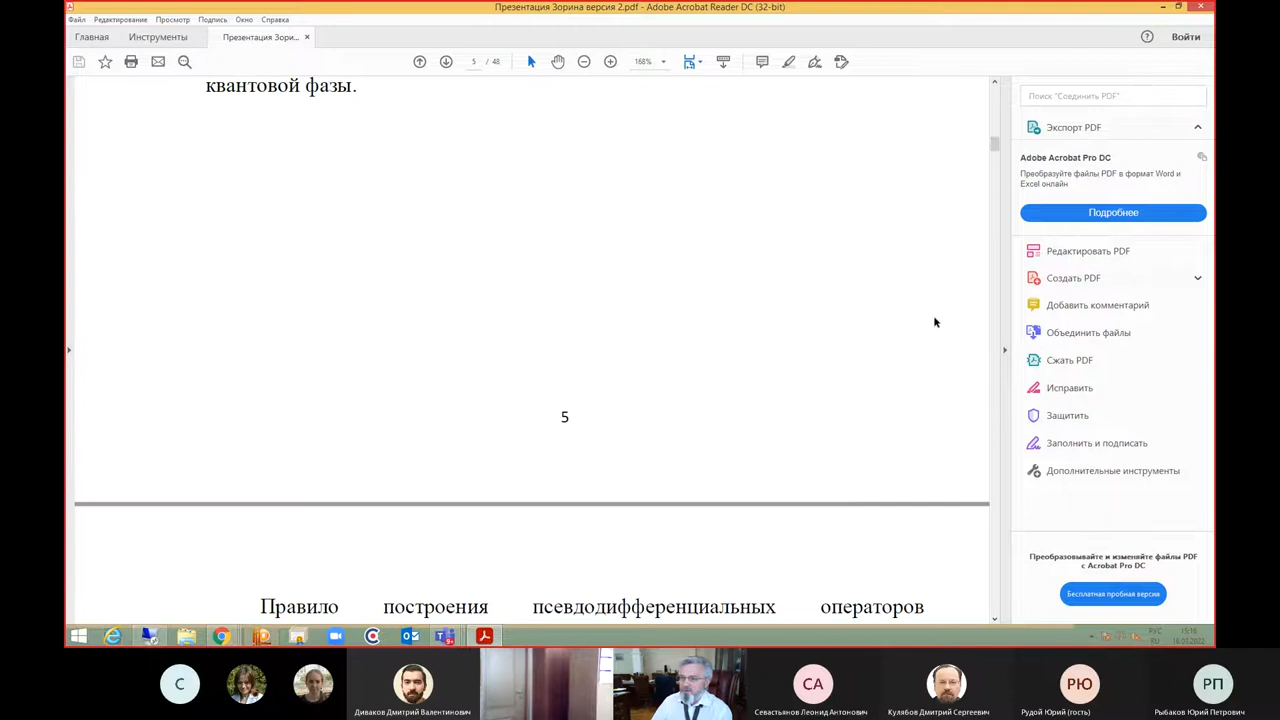 Презентация Зорина версия 2.pdf - Adobe Acrobat Reader DC (32-bit)
Файл Редактирование Просмотр Подпись Окно Справка
Главная Инструменты Презентация Зори... × Войти
5 / 48 168%
квантовой фазы.
5
Правило построения псевдодифференциальных операторов
Поиск "Соединить PDF"
Экспорт PDF
Adobe Acrobat Pro DC
Преобразуйте файлы PDF в формат Word и
Excel онлайн
Подробнее
Редактировать PDF
Создать PDF
Добавить комментарий
Объединить файлы
Сжать PDF
Исправить
Защитить
Заполнить и подписать
Дополнительные инструменты
Преобразовывайте и изменяйте файлы PDF
с Acrobat Pro DC
Бесплатная пробная версия
РУС 15:16
RU
С СА РЮ РП
Диваков Дмитрий Валентинович Севастьянов Леонид Антонович Кулябов Дмитрий Сергеевич Рудой Юрий (гость) Рыбаков Юрий Петрович